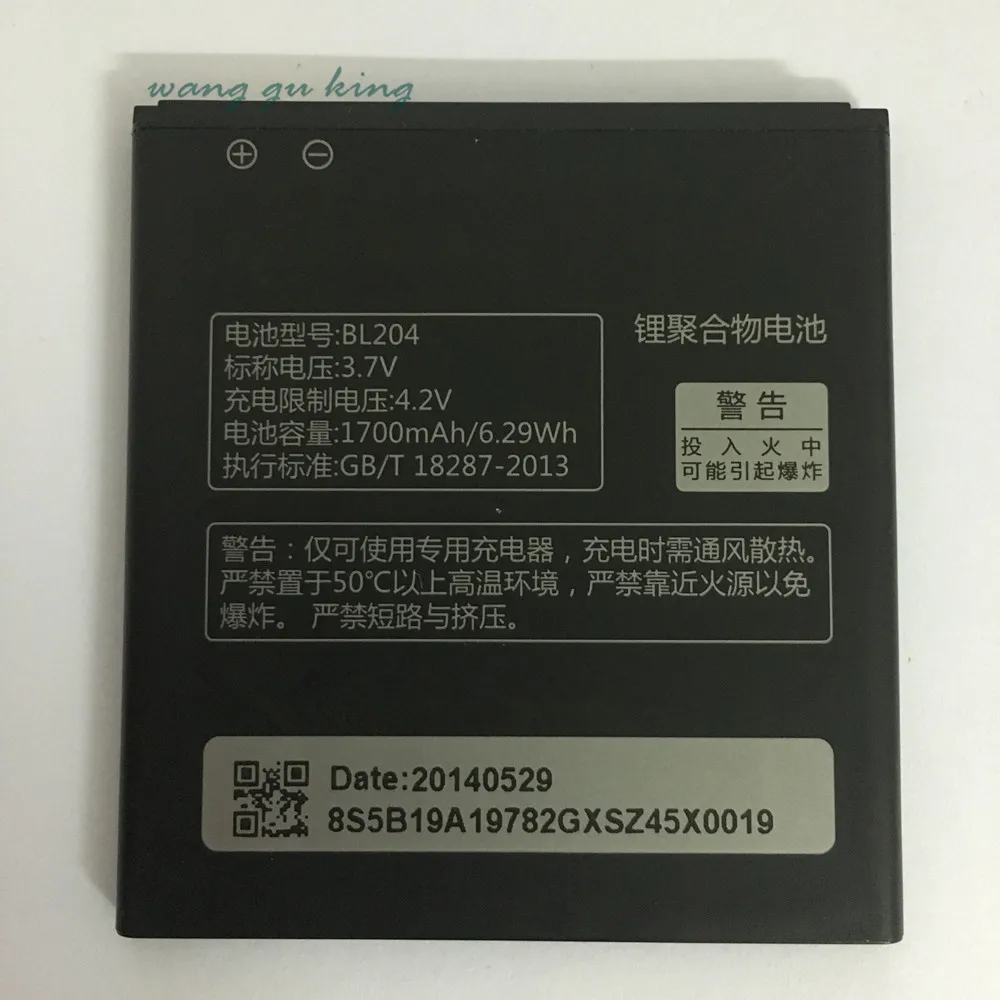 wang gu king
电池型号:BL204
标称电压:3.7V
充电限制电压:4.2V
电池容量:1700mAh/6.29Wh
执行标准:GB/T 18287-2013
锂聚合物电池
警告
投入火中
可能引起爆炸
警告：仅可使用专用充电器，充电时需通风散热。
严禁置于50℃以上高温环境，严禁靠近火源以免
爆炸。 严禁短路与挤压。
Date:20140529
8S5B19A19782GXSZ45X0019